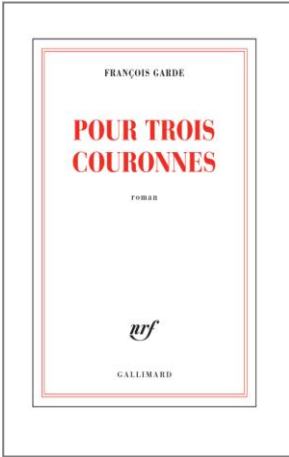 FRANÇOIS GARDE
POUR TROIS
COURONNES
roman
nrf
GALLIMARD